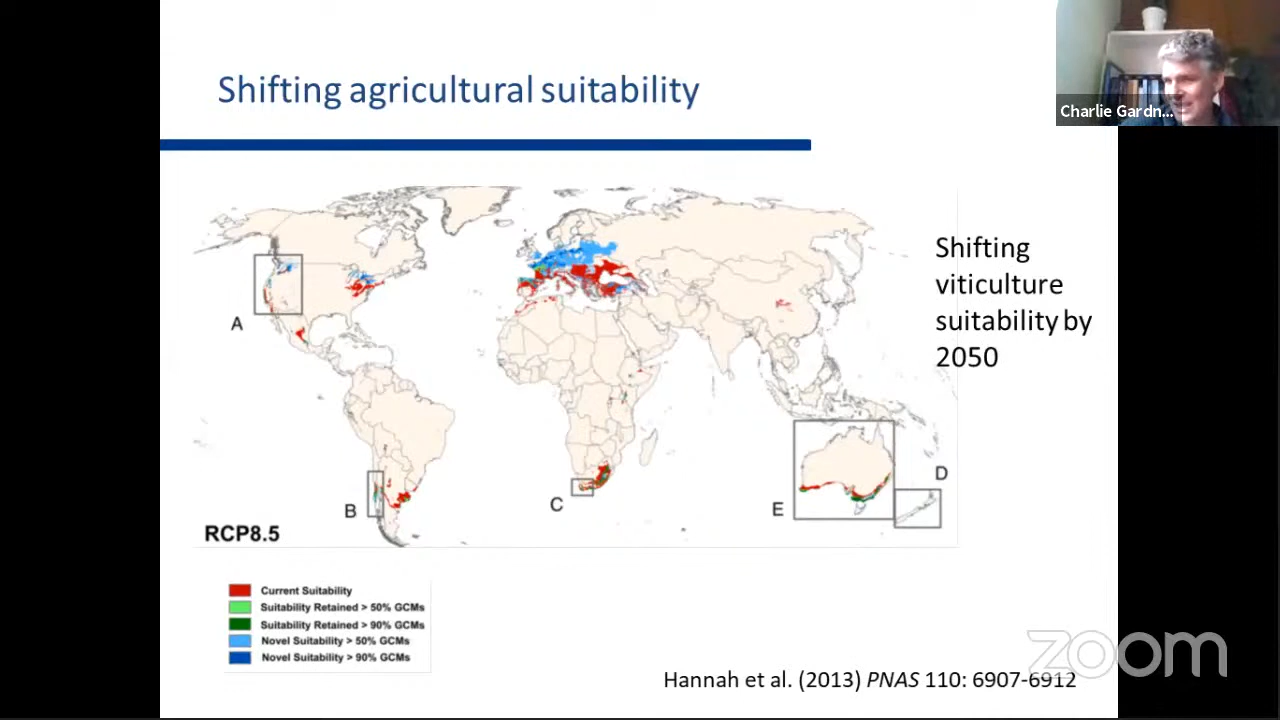 Shifting agricultural suitability
Charlie Gardn...
Shifting
viticulture
suitability by
2050
A
B
C
D
E
RCP8.5
Current Suitability
Suitability Retained > 50% GCMs
Suitability Retained > 90% GCMs
Novel Suitability > 50% GCMs
Novel Suitability > 90% GCMs
Hannah et al. (2013) PNAS 110: 6907-6912
zoom